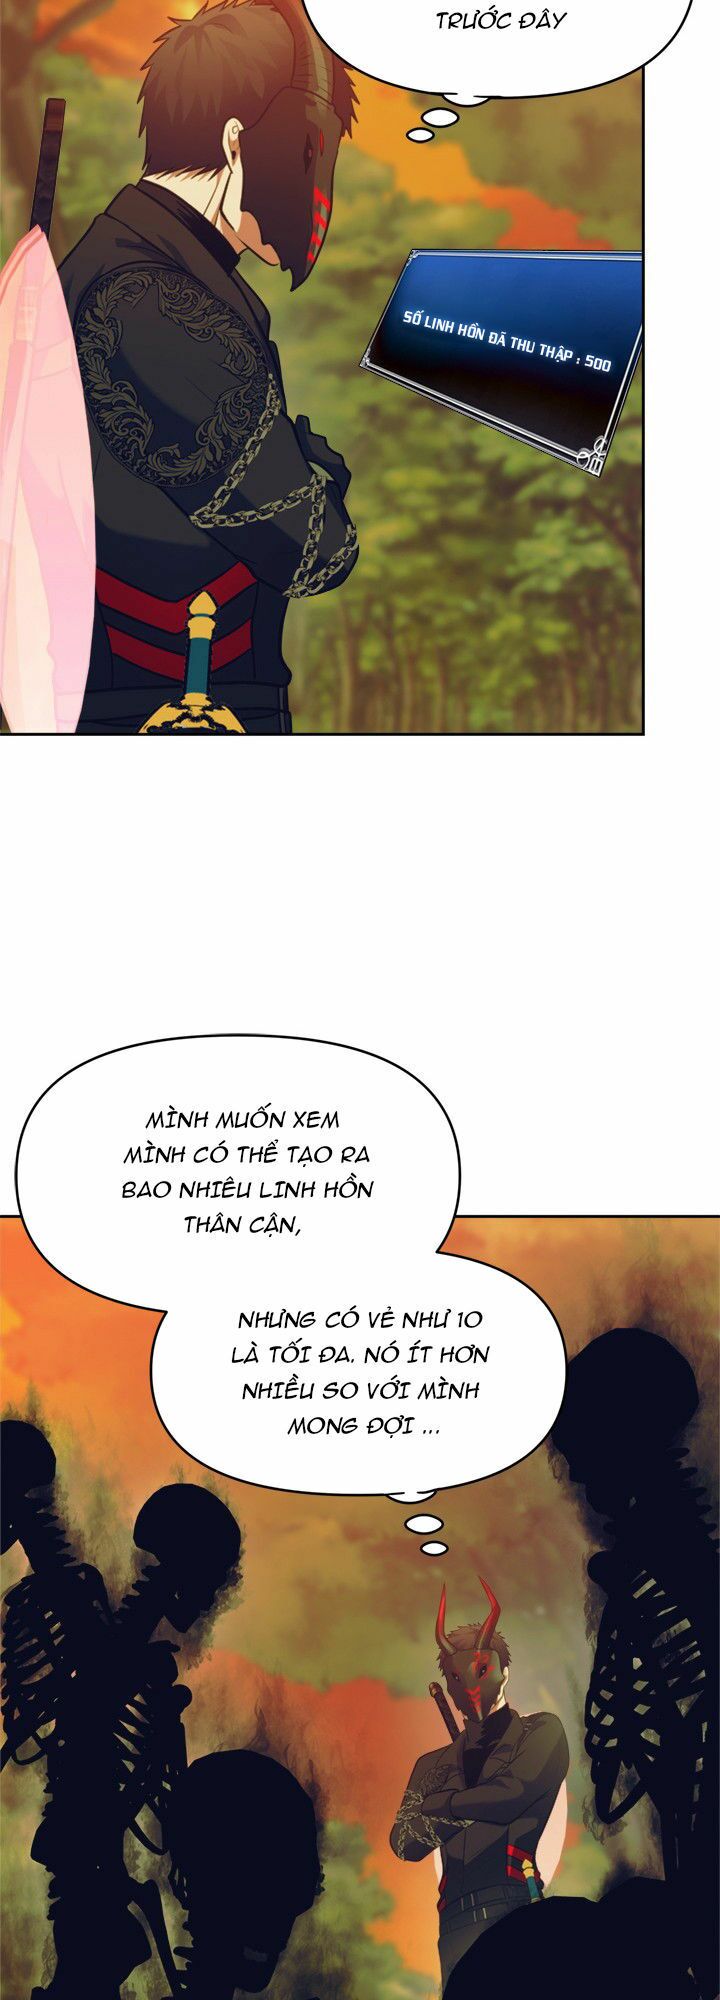 TRƯỚC ĐÂY
SỐ LINH HỒN ĐÃ THU THẬP : 500
MÌNH MUỐN XEM
MÌNH CÓ THỂ TẠO RA
BAO NHIÊU LINH HỒN
THÂN CẬN,
NHƯNG CÓ VẺ NHƯ 10
LÀ TỐI ĐA. NÓ ÍT HƠN
NHIỀU SO VỚI MÌNH
MONG ĐỢI ...